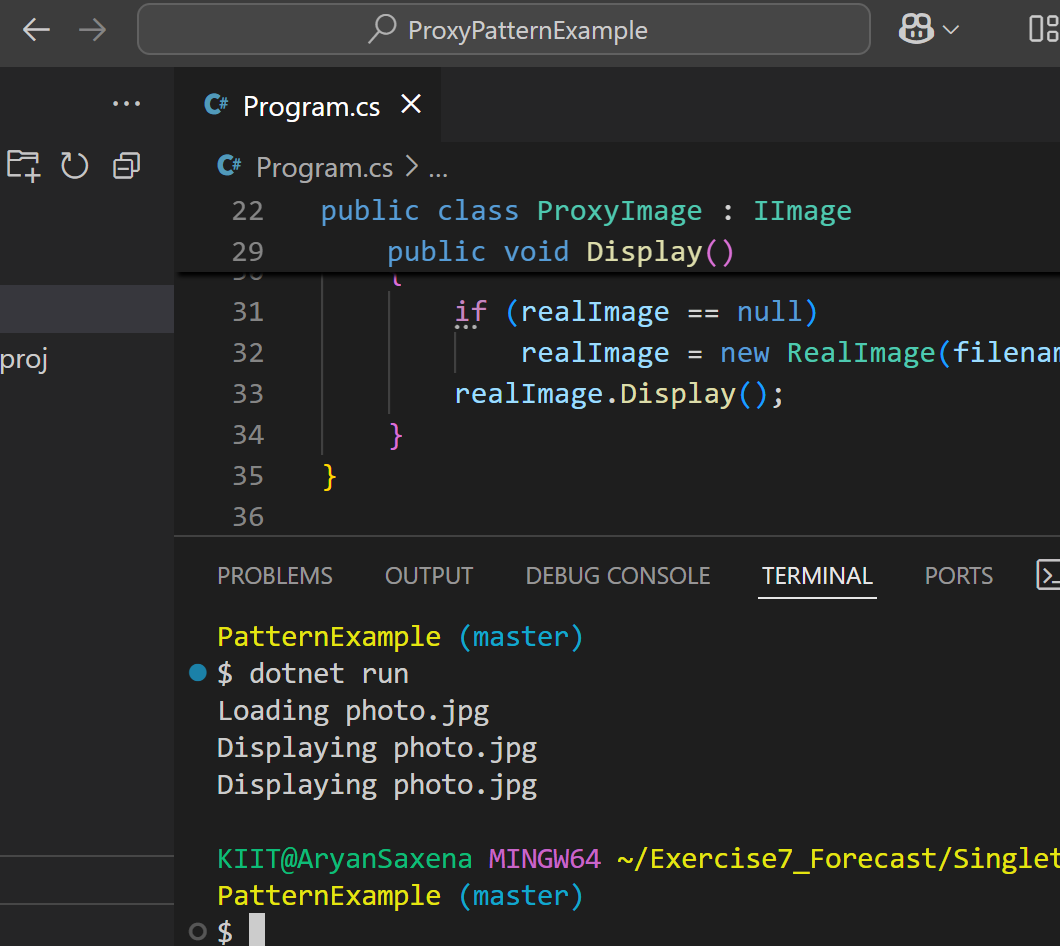 ProxyPatternExample
Program.cs
Program.cs > ...
22 public class ProxyImage : IImage
29 public void Display()
{
31 if (realImage == null)
proj
32 realImage = new RealImage(filenam
33 realImage.Display();
34 }
35 }
36
PROBLEMS OUTPUT DEBUG CONSOLE TERMINAL PORTS
PatternExample (master)
$ dotnet run
Loading photo.jpg
Displaying photo.jpg
Displaying photo.jpg
KIIT@AryanSaxena MINGW64 ~/Exercise7_Forecast/Singlet
PatternExample (master)
$